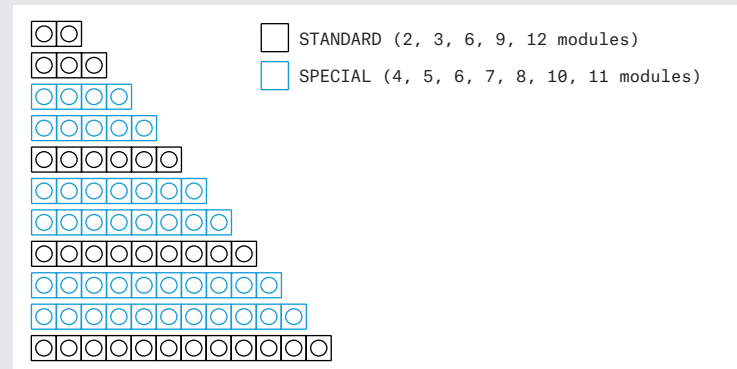 STANDARD (2, 3, 6, 9, 12 modules)
SPECIAL (4, 5, 6, 7, 8, 10, 11 modules)